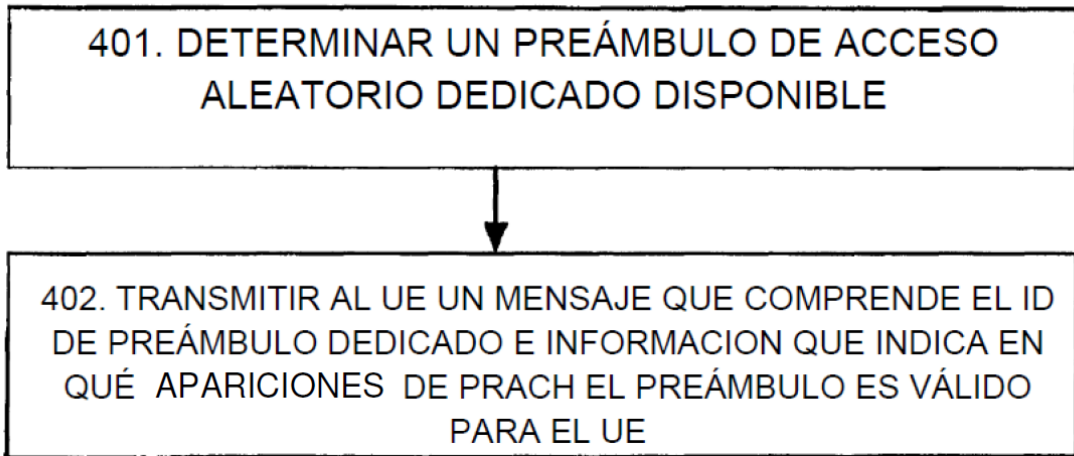 401. DETERMINAR UN PREÁMBULO DE ACCESO
ALEATORIO DEDICADO DISPONIBLE
402. TRANSMITIR AL UE UN MENSAJE QUE COMPRENDE EL ID
DE PREÁMBULO DEDICADO E INFORMACION QUE INDICA EN
QUÉ APARICIONES DE PRACH EL PREÁMBULO ES VÁLIDO
PARA EL UE